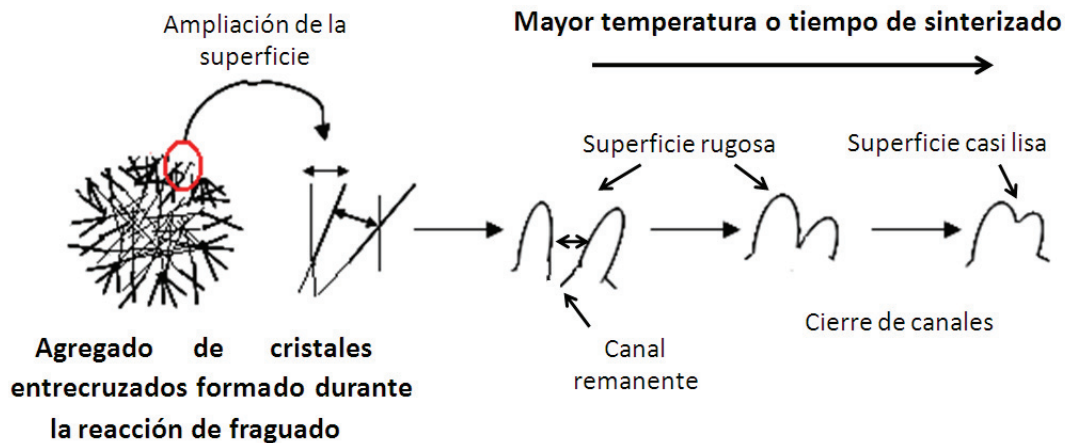 Ampliación de la
superficie
Mayor temperatura o tiempo de sinterizado
Superficie rugosa
Superficie casi lisa
Canal
remanente
Cierre de canales
Agregado de cristales
entrecruzados formado durante
la reacción de fraguado